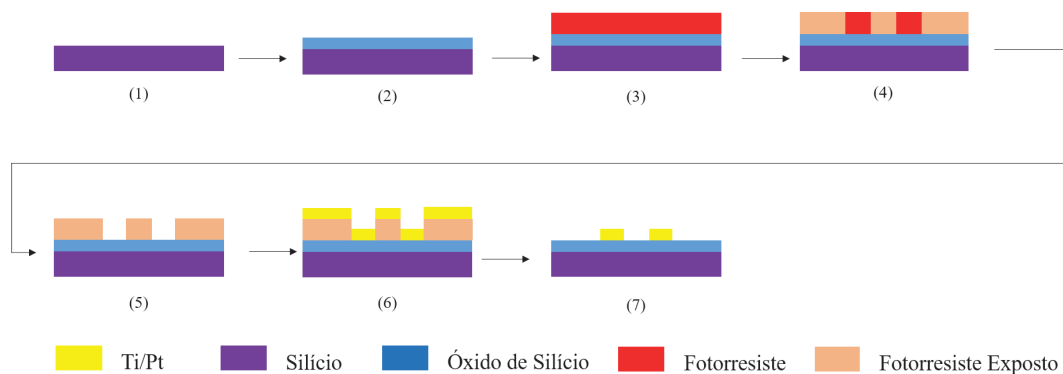 (1)
(2)
(3)
(4)
(5)
(6)
(7)
Ti/Pt
Silício
Óxido de Silício
Fotorresiste
Fotorresiste Exposto